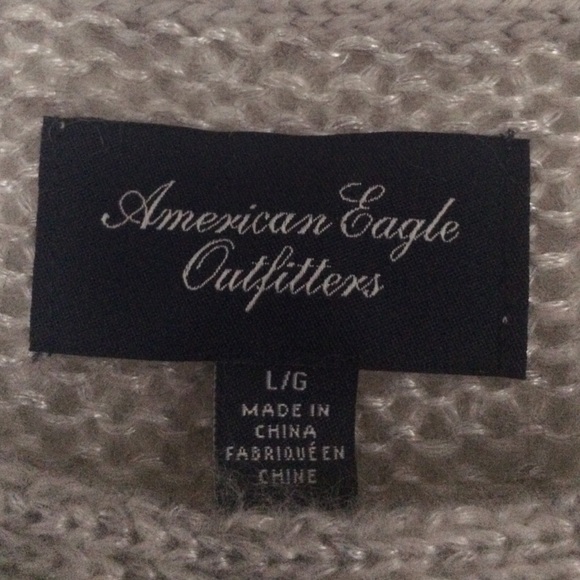 American Eagle
Outfitters
L/G
MADE IN
CHINA
FABRIQUÉ EN
CHINE